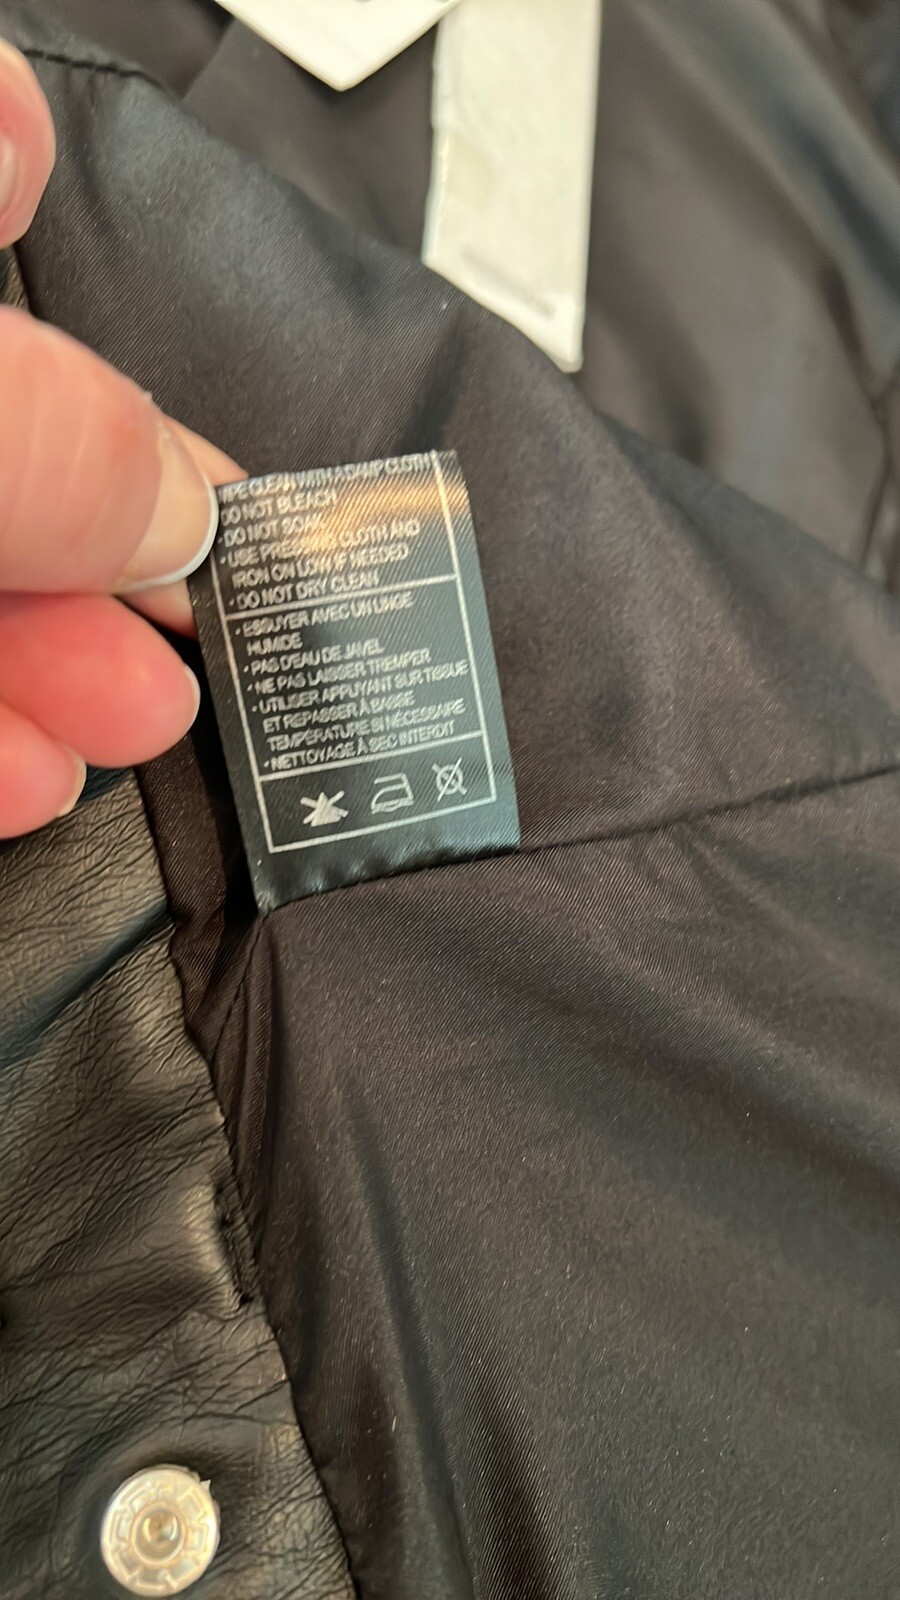 WIPE CLEAN WITH A DAMP CLOTH
DO NOT BLEACH
• DO NOT SOAK
• USE PRESSING CLOTH AND
IRON ON LOW IF NEEDED
• DO NOT DRY CLEAN
• ESSUYER AVEC UN LINGE
HUMIDE
• PAS D'EAU DE JAVEL
• NE PAS LAISSER TREMPER
• UTILISER APPUYANT SUR TISSUE
ET REPASSER À BASSE
TEMPÉRATURE SI NÉCESSAIRE
• NETTOYAGE À SEC INTERDIT